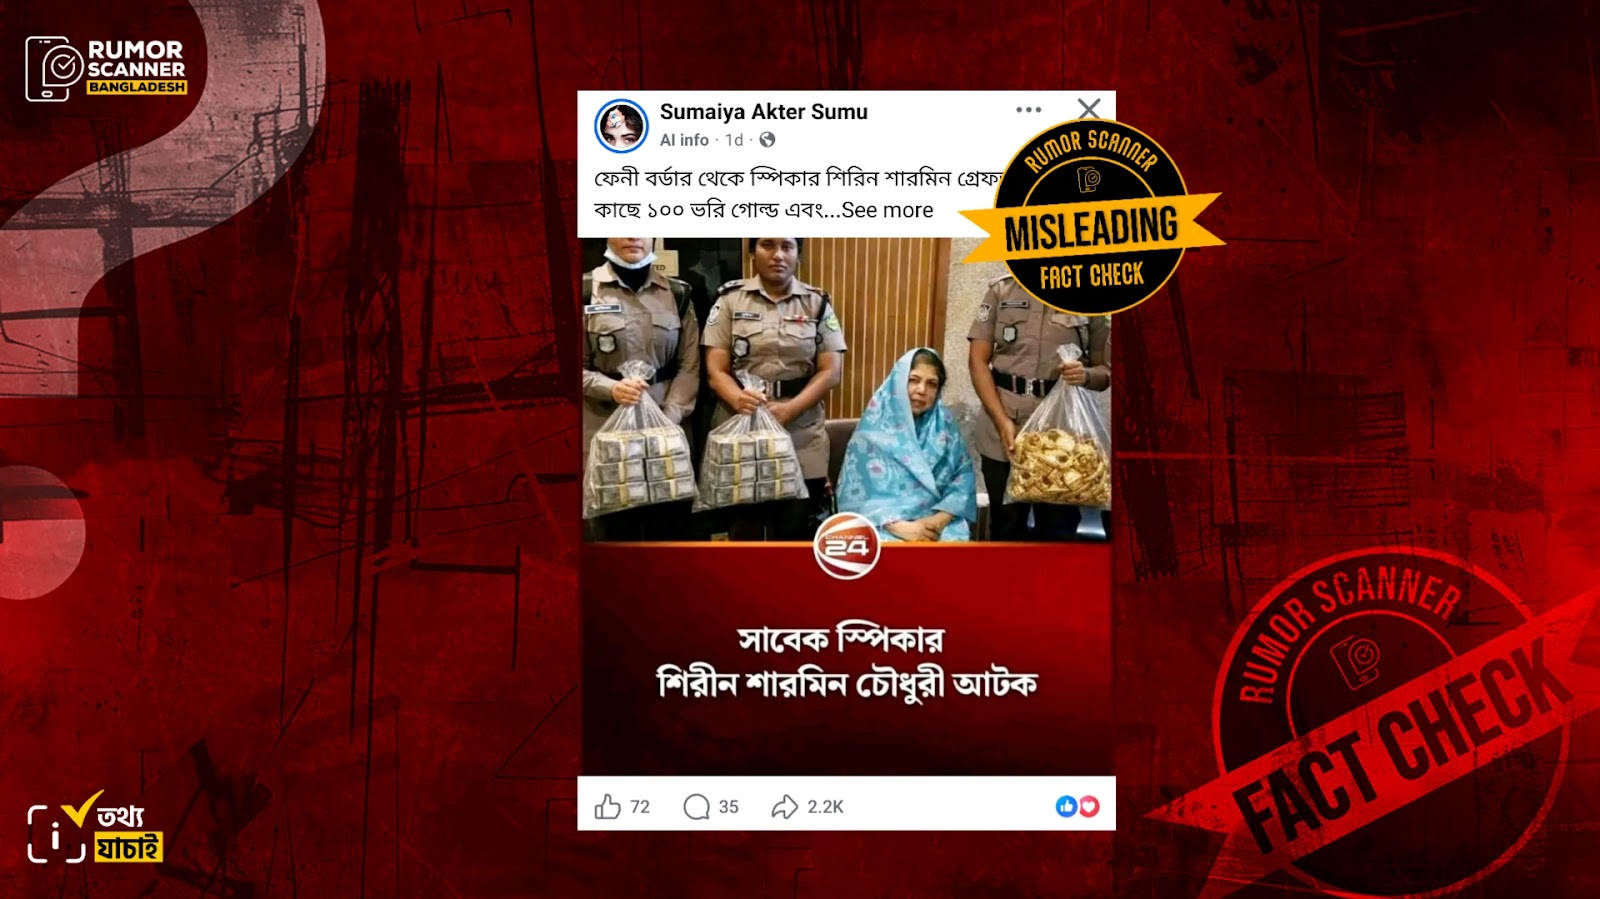 RUMOR
SCANNER
BANGLADESH
Sumaiya Akter Sumu
AI info · 1d ·
ফেনী বর্ডার থেকে স্পিকার শিরিন শারমিন
কাছে ১০০ ভরি গোল্ড এবং...See more
RUMOR SCANNER
MISLEADING
FACT CHECK
CHANNEL
24
সাবেক স্পিকার
শিরীন শারমিন চৌধুরী আটক
72 35 2.2K
তথ্য
যাচাই
RUMOR SCANNER
FACT CHECK